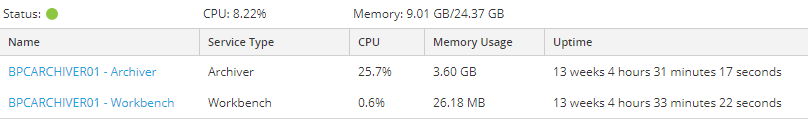 Status: CPU: 8.22% Memory: 9.01 GB/24.37 GB
Name Service Type CPU Memory Usage Uptime
BPCARCHIVER01 - Archiver Archiver 25.7% 3.60 GB 13 weeks 4 hours 31 minutes 17 seconds
BPCARCHIVER01 - Workbench Workbench 0.6% 26.18 MB 13 weeks 4 hours 33 minutes 22 seconds